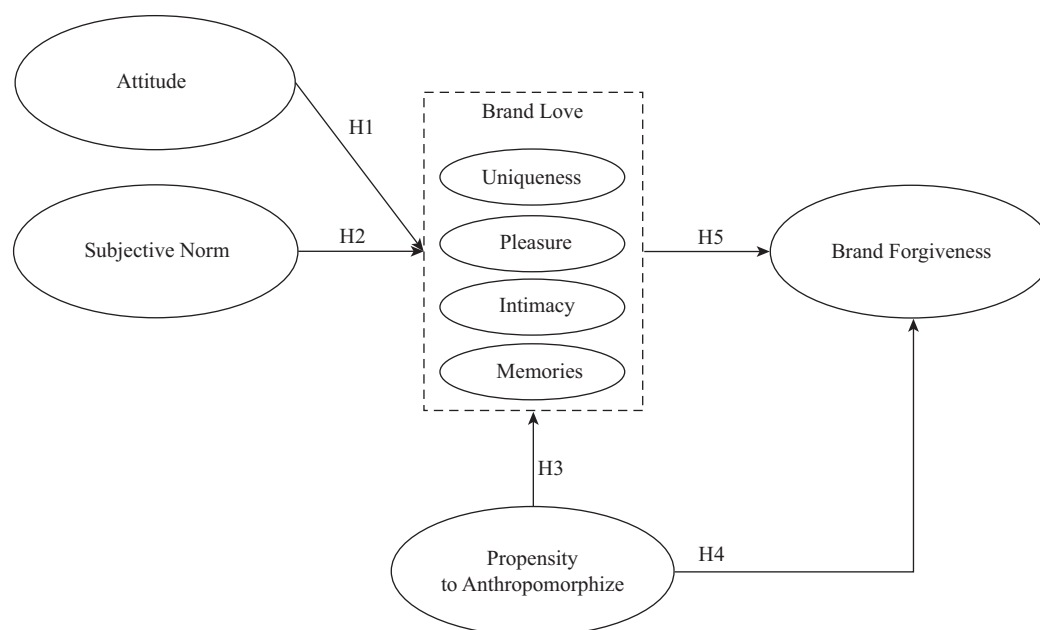 Attitude
H1
Brand Love
Uniqueness
Subjective Norm
H2
Pleasure
H5
Brand Forgiveness
Intimacy
Memories
H3
Propensity
to Anthropomorphize
H4